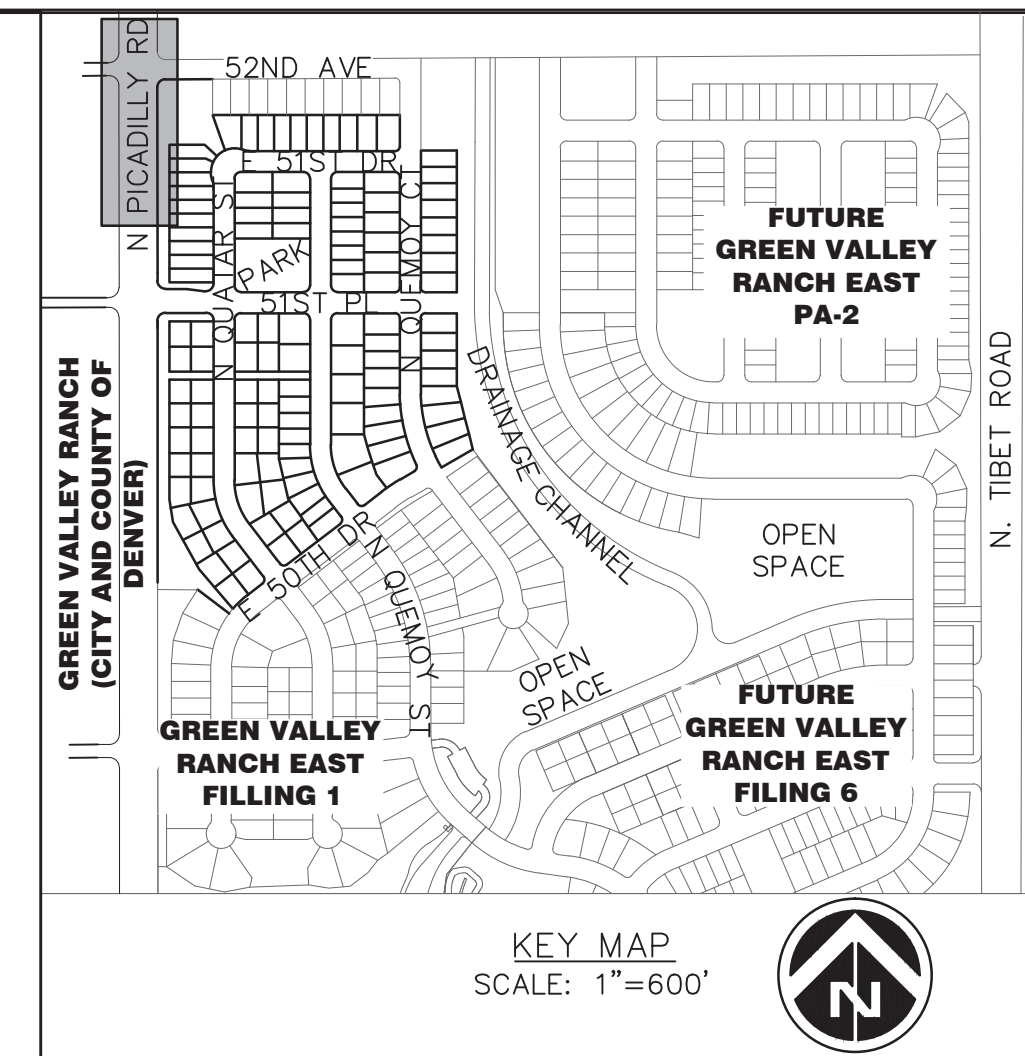 N PICADILLY RD
52ND AVE
E 51ST DR
N QUATAR ST
PARK
N QUEMOY CT
51ST PL
FUTURE
GREEN VALLEY
RANCH EAST
PA-2
GREEN VALLEY RANCH
(CITY AND COUNTY OF
DENVER)
DRAINAGE CHANNEL
N. TIBET ROAD
OPEN
SPACE
E 50TH DR
N QUEMOY ST
OPEN
SPACE
GREEN VALLEY
RANCH EAST
FILLING 1
FUTURE
GREEN VALLEY
RANCH EAST
FILING 6
KEY MAP
SCALE: 1"=600'
N